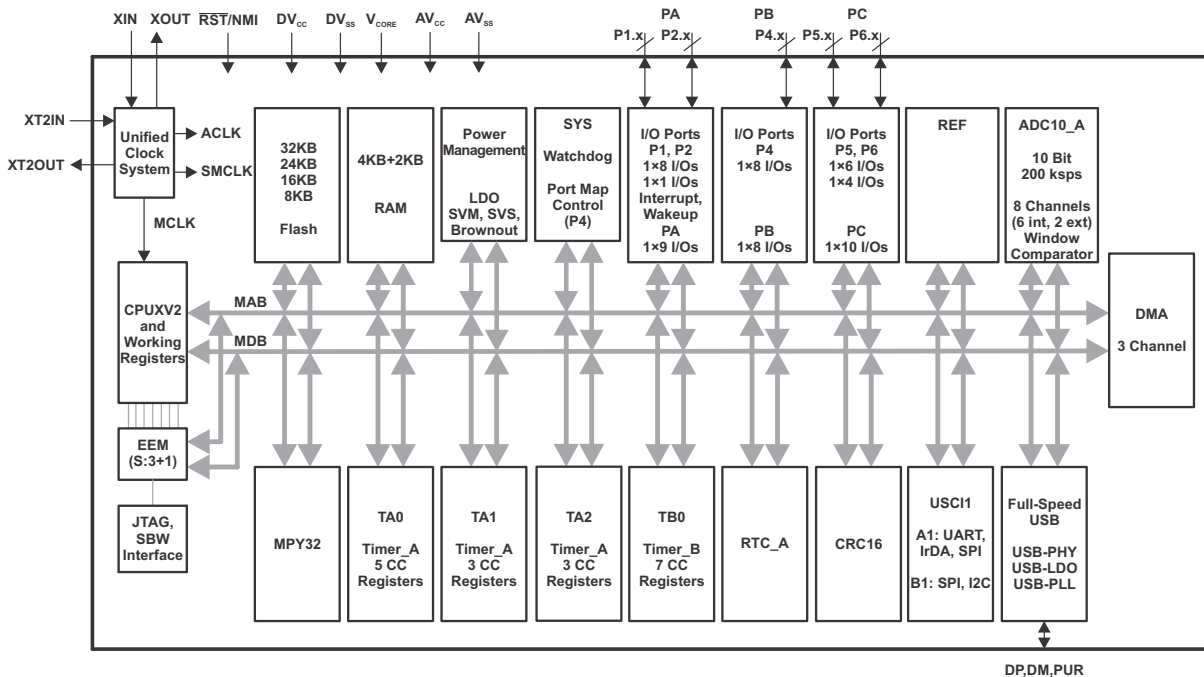 XIN
XOUT
RST/NMI
DVCC
DVSS
VCORE
AVCC
AVSS
PA
P1.x
P2.x
PB
P4.x
PC
P5.x
P6.x
XT2IN
XT2OUT
Unified
Clock
System
ACLK
SMCLK
MCLK
32KB
24KB
16KB
8KB
Flash
4KB+2KB
RAM
Power
Management
LDO
SVM, SVS,
Brownout
SYS
Watchdog
Port Map
Control
(P4)
I/O Ports
P1, P2
1×8 I/Os
1×1 I/Os
Interrupt,
Wakeup
PA
1×9 I/Os
I/O Ports
P4
1×8 I/Os
PB
1×8 I/Os
I/O Ports
P5, P6
1×6 I/Os
1×4 I/Os
PC
1×10 I/Os
REF
ADC10_A
10 Bit
200 ksps
8 Channels
(6 int, 2 ext)
Window
Comparator
CPUXV2
and
Working
Registers
MAB
MDB
DMA
3 Channel
EEM
(S:3+1)
JTAG,
SBW
Interface
MPY32
TA0
Timer_A
5 CC
Registers
TA1
Timer_A
3 CC
Registers
TA2
Timer_A
3 CC
Registers
TB0
Timer_B
7 CC
Registers
RTC_A
CRC16
USCI1
A1: UART,
IrDA, SPI
B1: SPI, I2C
Full-Speed
USB
USB-PHY
USB-LDO
USB-PLL
DP,DM,PUR